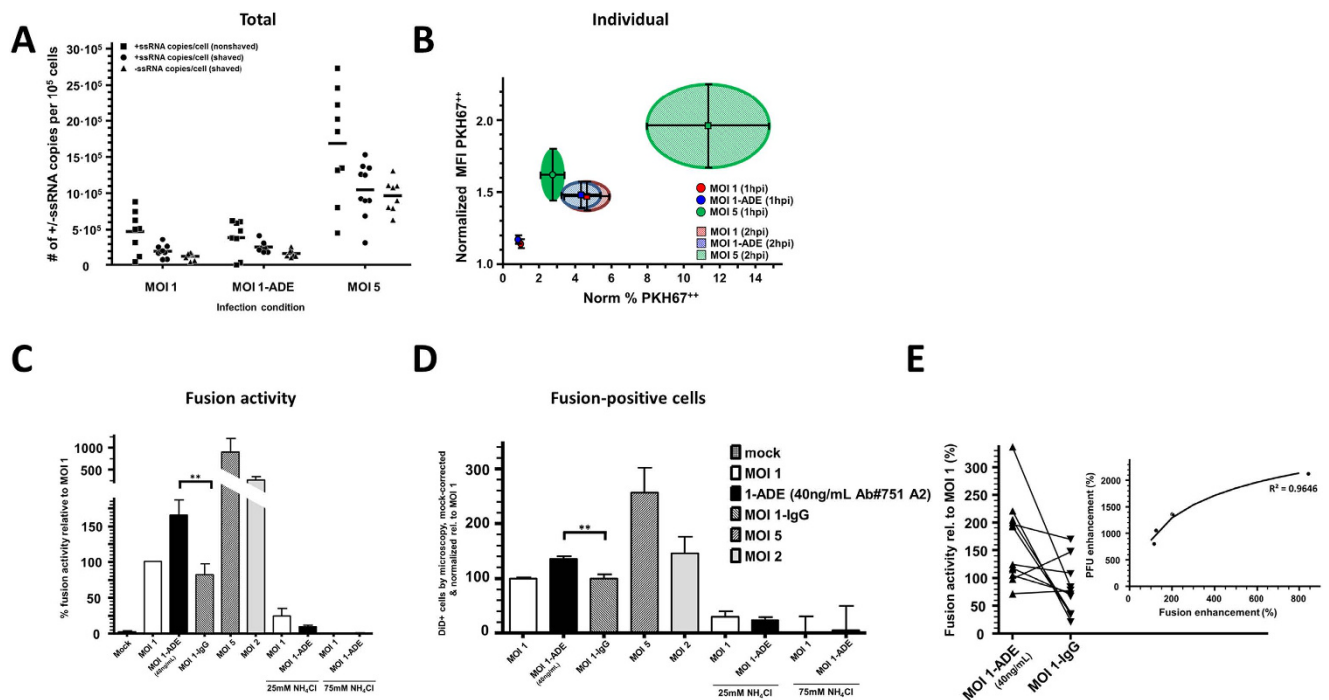 Total
A
# of +/-ssRNA copies per 10⁵ cells
30·10⁵
25·10⁵
20·10⁵
15·10⁵
10·10⁵
5·10⁵
0
+ssRNA copies/cell (nonshaved)
+ssRNA copies/cell (shaved)
-ssRNA copies/cell (shaved)
MOI 1
MOI 1-ADE
MOI 5
Infection condition
Individual
B
Normalized MFI PKH67⁺⁺
2.0
1.5
1.0
0 2 4 6 8 10 12 14
Norm % PKH67⁺⁺
MOI 1 (1hpi)
MOI 1-ADE (1hpi)
MOI 5 (1hpi)
MOI 1 (2hpi)
MOI 1-ADE (2hpi)
MOI 5 (2hpi)
C
Fusion activity
% fusion activity relative to MOI 1
1000
500
150
100
50
0
**
Mock
MOI 1
MOI 1-ADE
(40ng/mL)
MOI 1-IgG
MOI 5
MOI 2
MOI 1
MOI 1-ADE
MOI 1
MOI 1-ADE
25mM NH₄Cl
75mM NH₄Cl
D
Fusion-positive cells
DiD+ cells by microscopy, mock-corrected
& normalized rel. to MOI 1
300
200
100
0
**
mock
MOI 1
1-ADE (40ng/mL Ab#751 A2)
MOI 1-IgG
MOI 5
MOI 2
MOI 1
MOI 1-ADE
(40ng/mL)
MOI 1-IgG
MOI 5
MOI 2
MOI 1
MOI 1-ADE
MOI 1
MOI 1-ADE
25mM NH₄Cl
75mM NH₄Cl
E
Fusion activity rel. to MOI 1 (%)
350
300
250
200
150
100
50
0
MOI 1-ADE
(40ng/mL)
MOI 1-IgG
PFU enhancement (%)
3000
2000
1000
0
R² = 0.9646
0 200 400 600 800
Fusion enhancement (%)